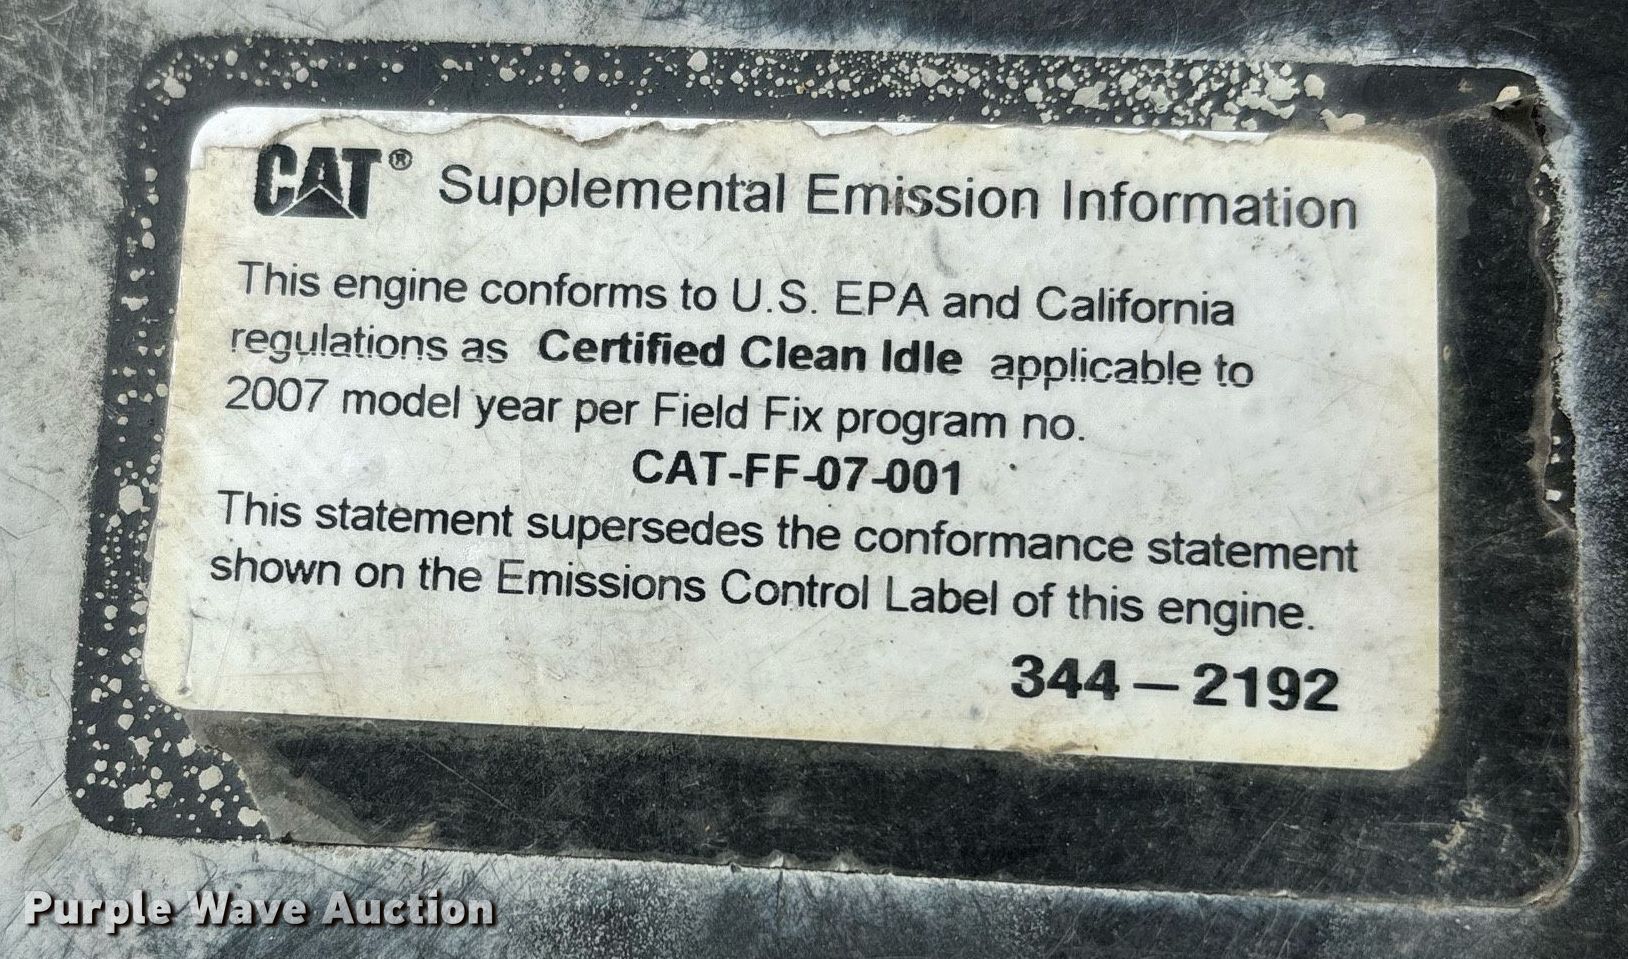 CAT® Supplemental Emission Information
This engine conforms to U.S. EPA and California
regulations as Certified Clean Idle applicable to
2007 model year per Field Fix program no.
CAT-FF-07-001
This statement supersedes the conformance statement
shown on the Emissions Control Label of this engine.
344-2192
Purple Wave Auction